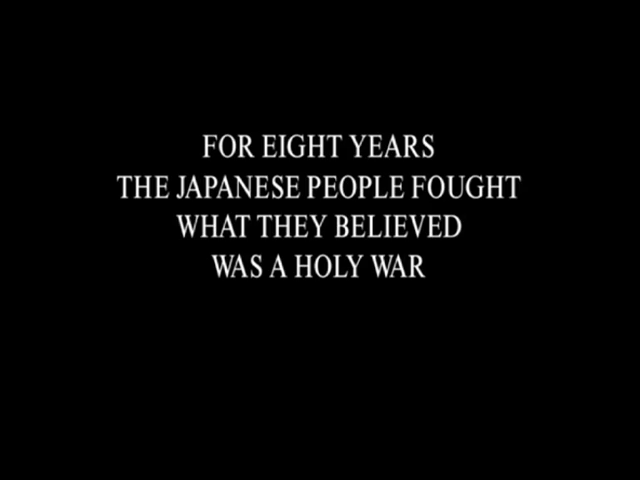 FOR EIGHT YEARS
THE JAPANESE PEOPLE FOUGHT
WHAT THEY BELIEVED
WAS A HOLY WAR